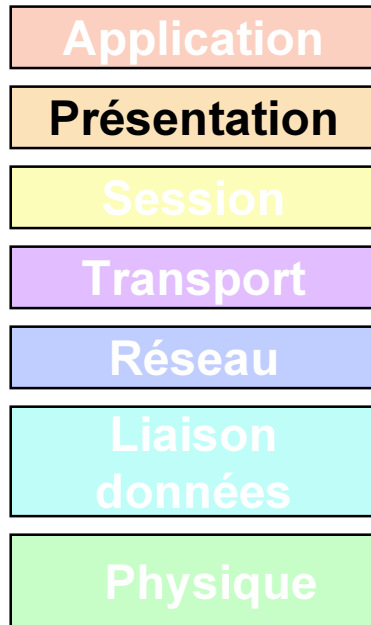 Application
Présentation
Session
Transport
Réseau
Liaison
données
Physique